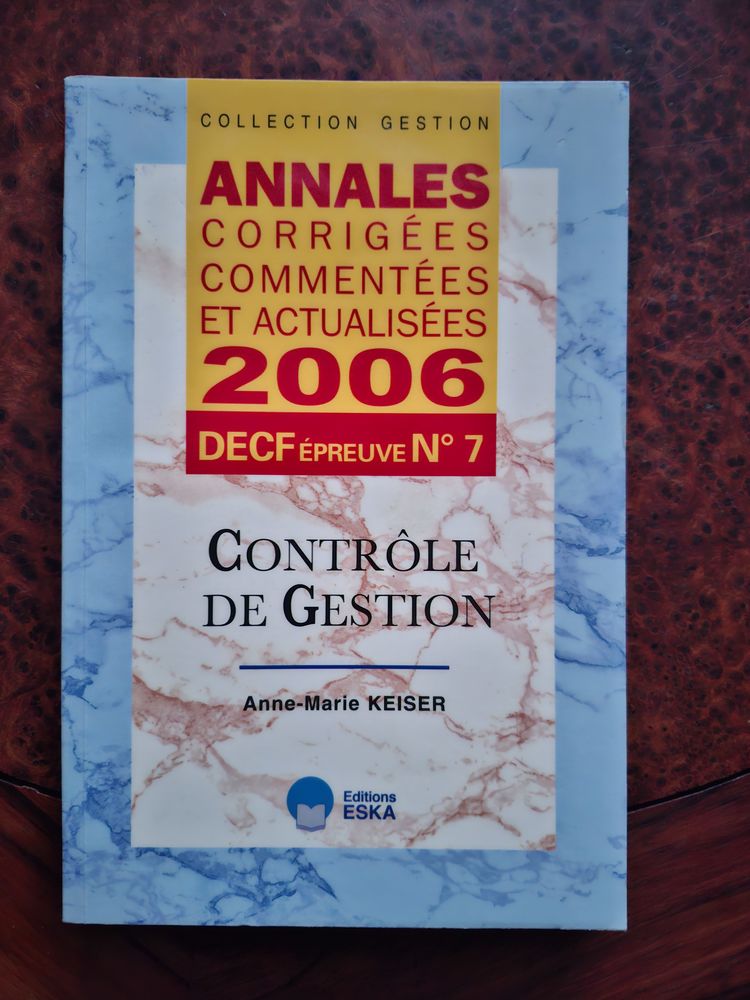 COLLECTION GESTION
ANNALES
CORRIGÉES
COMMENTÉES
ET ACTUALISÉES
2006
DECF ÉPREUVE N° 7
CONTRÔLE
DE GESTION
Anne-Marie KEISER
Editions
ESKA